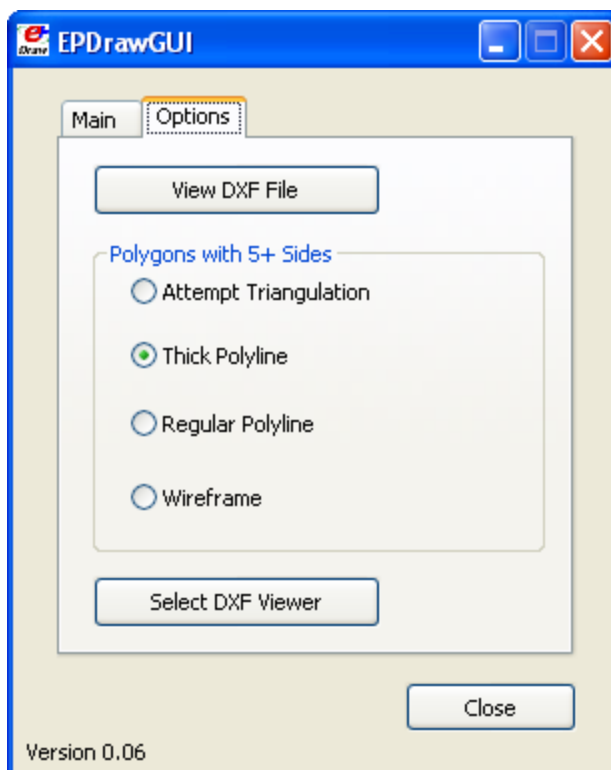 e+
Draw EPDrawGUI
Main Options
View DXF File
Polygons with 5+ Sides
Attempt Triangulation
Thick Polyline
Regular Polyline
Wireframe
Select DXF Viewer
Close
Version 0.06